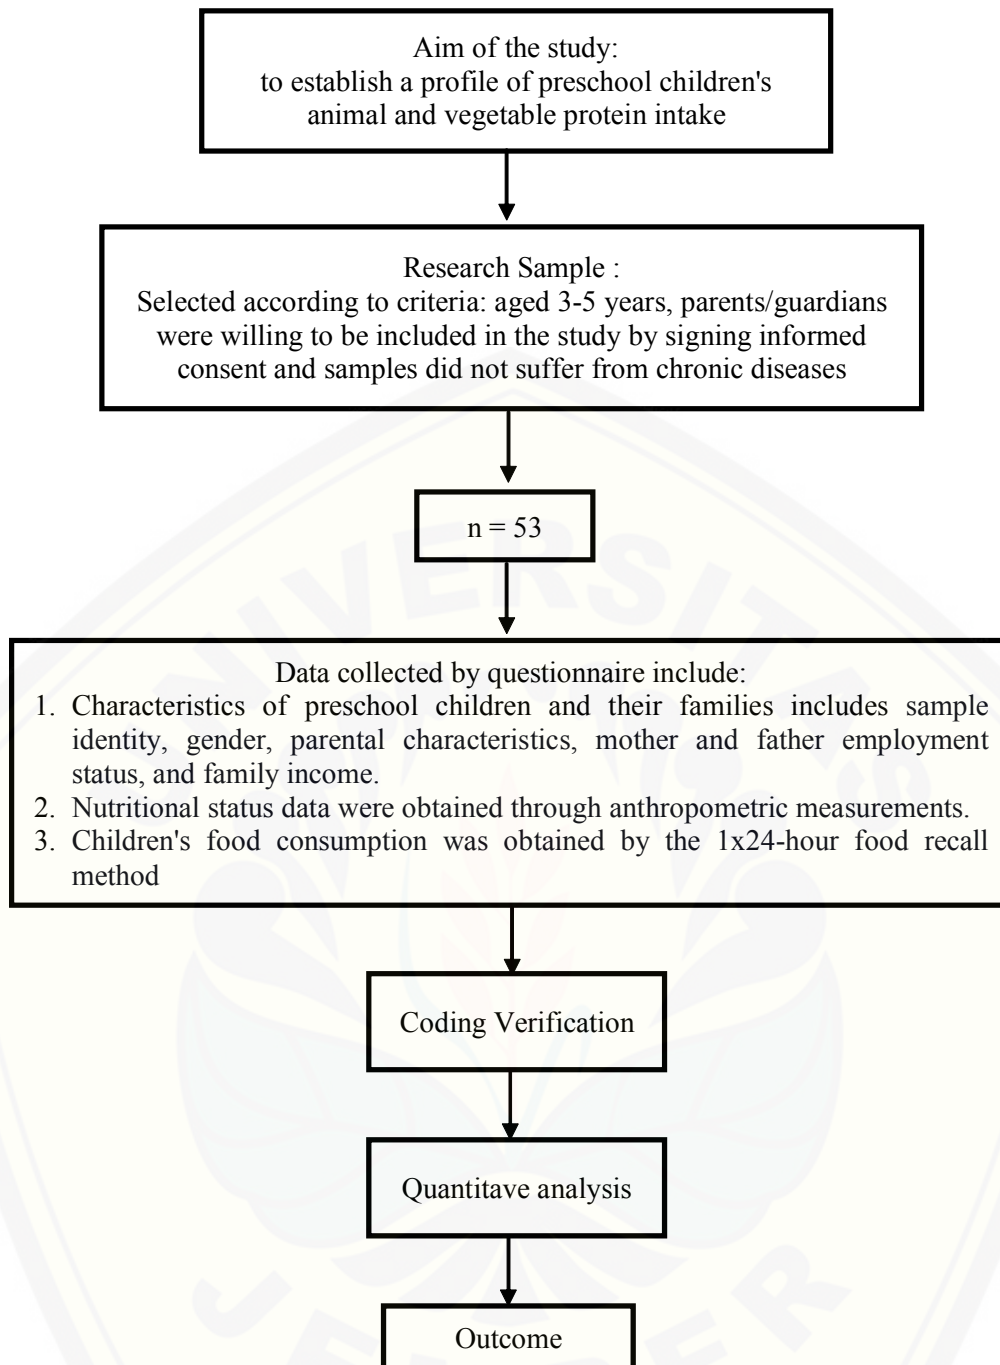 Aim of the study:
to establish a profile of preschool children's
animal and vegetable protein intake
Research Sample :
Selected according to criteria: aged 3-5 years, parents/guardians
were willing to be included in the study by signing informed
consent and samples did not suffer from chronic diseases
n = 53
Data collected by questionnaire include:
1. Characteristics of preschool children and their families includes sample
identity, gender, parental characteristics, mother and father employment
status, and family income.
2. Nutritional status data were obtained through anthropometric measurements.
3. Children's food consumption was obtained by the 1x24-hour food recall
method
Coding Verification
Quantitave analysis
Outcome
UNIVERSITAS
JEMBER